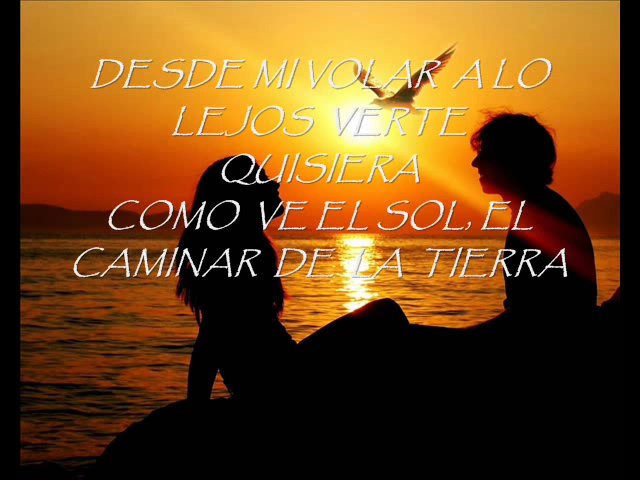 DESDE MI VOLAR A LO
LEJOS VERTE
QUISIERA
COMO VE EL SOL, EL
CAMINAR DE LA TIERRA